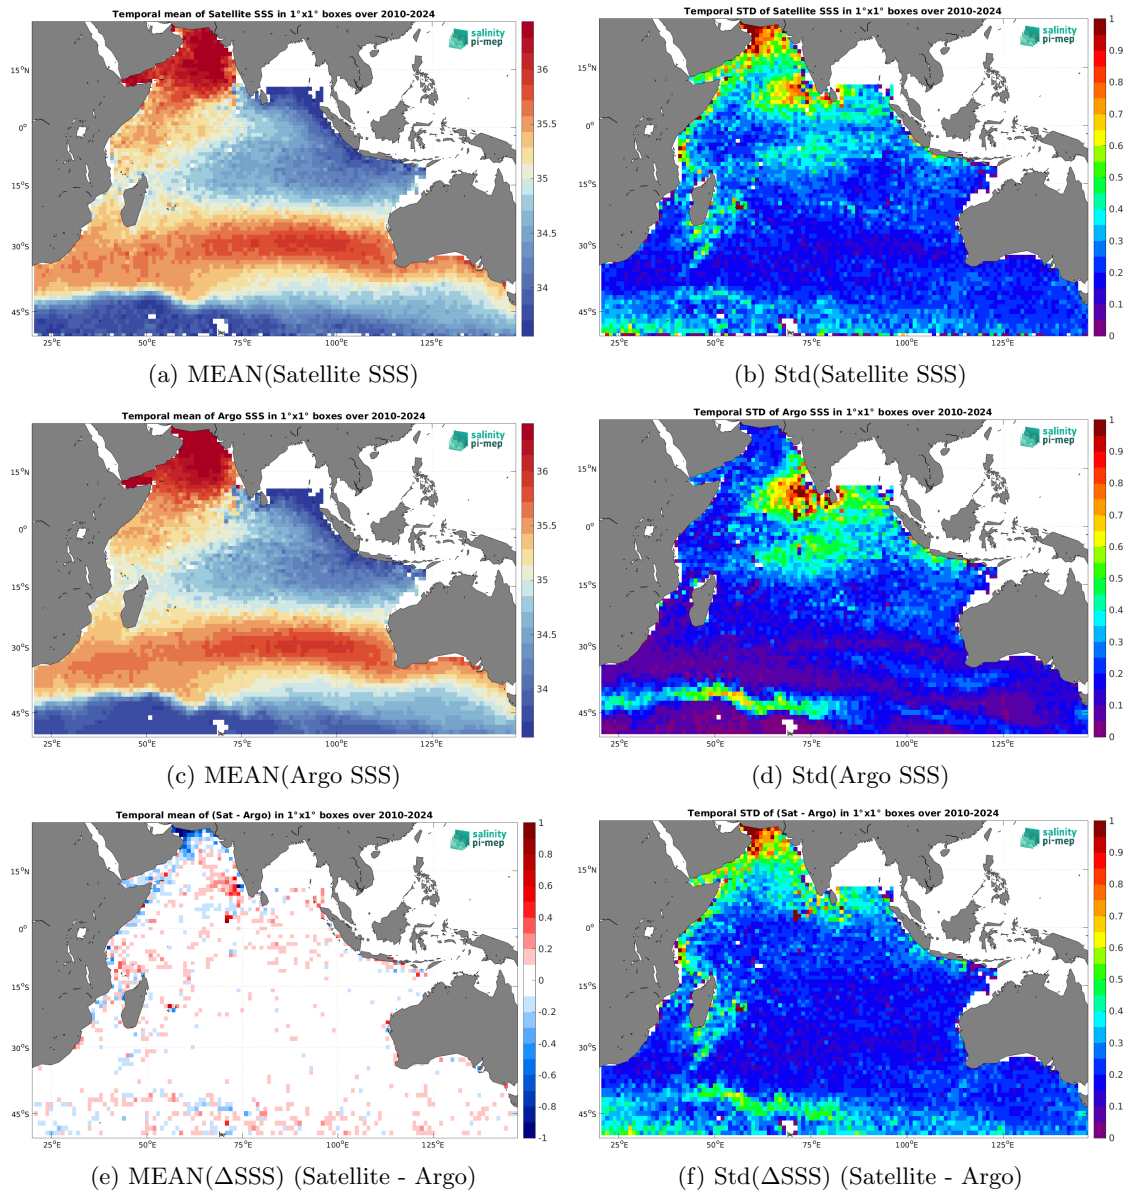 Temporal mean of Satellite SSS in 1°x1° boxes over 2010-2024
salinity
pi-mep
15°N
0°
15°S
30°S
45°S
25°E
50°E
75°E
100°E
125°E
36
35.5
35
34.5
34
(a) MEAN(Satellite SSS)
Temporal STD of Satellite SSS in 1°x1° boxes over 2010-2024
salinity
pi-mep
15°N
0°
15°S
30°S
45°S
25°E
50°E
75°E
100°E
125°E
1
0.9
0.8
0.7
0.6
0.5
0.4
0.3
0.2
0.1
0
(b) Std(Satellite SSS)
Temporal mean of Argo SSS in 1°x1° boxes over 2010-2024
salinity
pi-mep
15°N
0°
15°S
30°S
45°S
25°E
50°E
75°E
100°E
125°E
36
35.5
35
34.5
34
(c) MEAN(Argo SSS)
Temporal STD of Argo SSS in 1°x1° boxes over 2010-2024
salinity
pi-mep
15°N
0°
15°S
30°S
45°S
25°E
50°E
75°E
100°E
125°E
1
0.9
0.8
0.7
0.6
0.5
0.4
0.3
0.2
0.1
0
(d) Std(Argo SSS)
Temporal mean of (Sat - Argo) in 1°x1° boxes over 2010-2024
salinity
pi-mep
15°N
0°
15°S
30°S
45°S
25°E
50°E
75°E
100°E
125°E
1
0.8
0.6
0.4
0.2
0
-0.2
-0.4
-0.6
-0.8
-1
(e) MEAN(ΔSSS) (Satellite - Argo)
Temporal STD of (Sat - Argo) in 1°x1° boxes over 2010-2024
salinity
pi-mep
15°N
0°
15°S
30°S
45°S
25°E
50°E
75°E
100°E
125°E
1
0.9
0.8
0.7
0.6
0.5
0.4
0.3
0.2
0.1
0
(f) Std(ΔSSS) (Satellite - Argo)